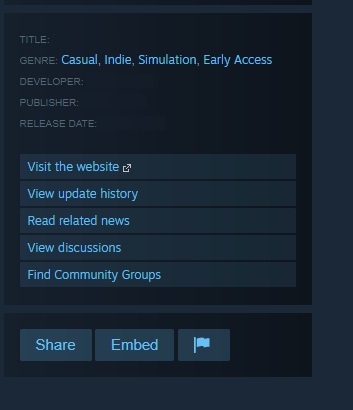 TITLE:
GENRE: Casual, Indie, Simulation, Early Access
DEVELOPER:
PUBLISHER:
RELEASE DATE:
Visit the website
View update history
Read related news
View discussions
Find Community Groups
Share Embed